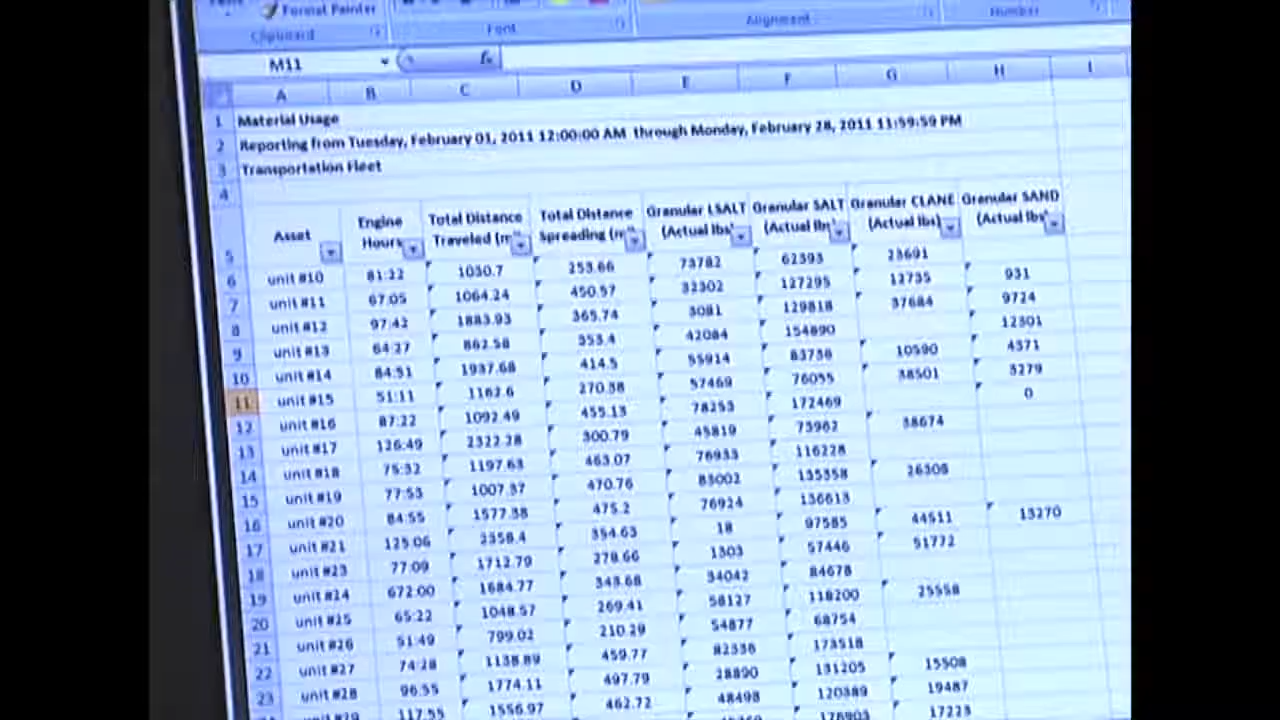 Format Painter
Clipboard Font Alignment Number
M11 fx
A B C D E F G H I
1 Material Usage
2 Reporting from Tuesday, February 01, 2011 12:00:00 AM through Monday, February 28, 2011 11:59:59 PM
3 Transportation Fleet
4
Engine Total Distance Total Distance Granular LSALT Granular SALT Granular CLANE Granular SAND
5 Asset Hours Traveled (m Spreading (m (Actual lbs) (Actual lb (Actual lbs) (Actual lbs
6 unit #10 81:22 1030.7 253.66 73782 62393 23691
7 unit #11 67:05 1064.24 450.57 32302 127295 12735 931
8 unit #12 97:42 1883.93 365.74 3081 129818 37684 9724
9 unit #13 64:27 862.58 353.4 42084 154890 12301
10 unit #14 84:51 1937.68 414.5 55914 83738 10590 4371
11 unit #15 51:11 1162.6 270.38 57469 76055 38501 3279
12 unit #16 87:22 1092.49 455.13 78253 172469 0
13 unit #17 126:49 2322.28 300.79 45819 73962 38674
14 unit #18 75:32 1197.63 463.07 76933 116228
15 unit #19 77:53 1007.37 470.76 83002 135358 26308
16 unit #20 84:55 1577.38 475.2 76924 136613
17 unit #21 125:06 2358.4 354.63 18 97585 44511 13270
18 unit #23 77:09 1712.79 278.66 1303 57446 51772
19 unit #24 672:00 1684.77 343.68 34042 84678
20 unit #25 65:22 1048.57 269.41 58127 118200 25558
21 unit #26 51:49 799.02 210.29 54877 68754
22 unit #27 74:28 1138.89 459.77 82338 173518
23 unit #28 96:55 1774.11 497.79 28890 131205 15508
unit #29 117:55 1556.97 462.72 48498 120389 19487
178903 17223